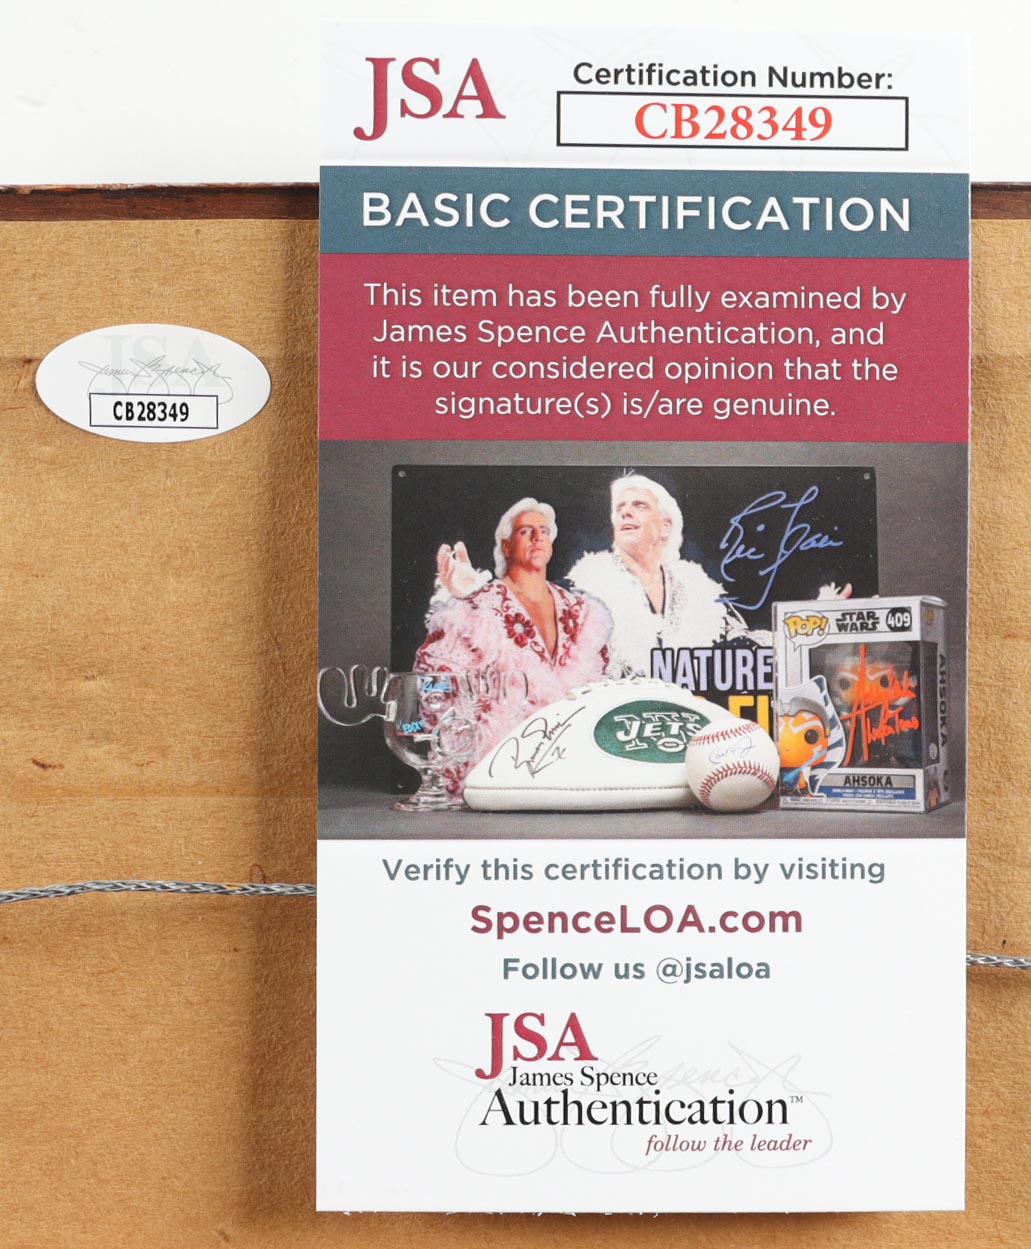 JSA
Certification Number:
CB28349
BASIC CERTIFICATION
This item has been fully examined by
James Spence Authentication, and
it is our considered opinion that the
signature(s) is/are genuine.
JSA
CB28349
NATURE
POP!
STAR WARS
409
JETS
AHSOKA
AHSOKA
Verify this certification by visiting
SpenceLOA.com
Follow us @jsaloa
JSA
James Spence
Authentication™
follow the leader